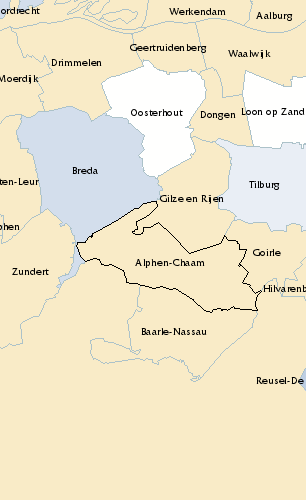 ordrecht
Werkendam
Aalburg
Geertruidenberg
Waalwijk
Drimmelen
Moerdijk
Oosterhout
Dongen
Loon op Zand
Breda
Tilburg
ten-Leur
Gilze en Rijen
phen
Goirle
Alphen-Chaam
Zundert
Hilvarenb
Baarle-Nassau
Reusel-De